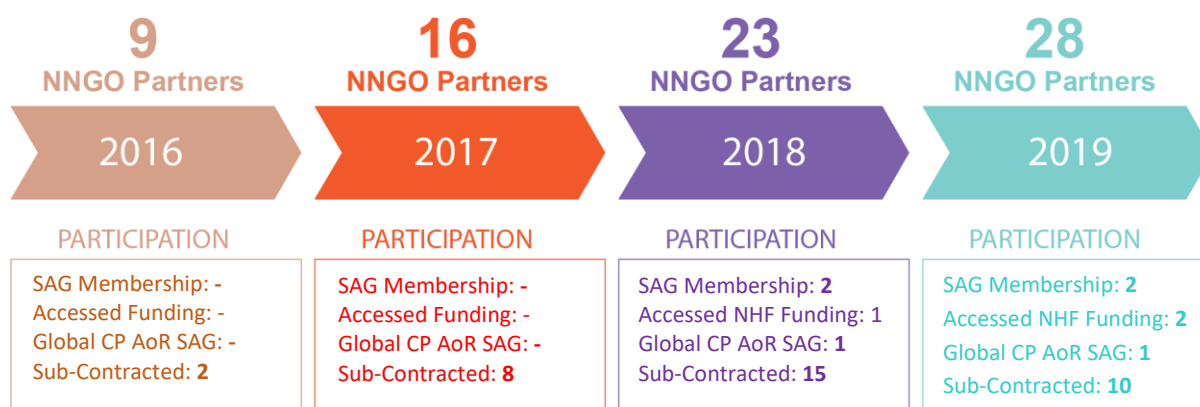 9
NNGO Partners
2016
PARTICIPATION
SAG Membership: -
Accessed Funding: -
Global CP AoR SAG: -
Sub-Contracted: 2
16
NNGO Partners
2017
PARTICIPATION
SAG Membership: -
Accessed Funding: -
Global CP AoR SAG: -
Sub-Contracted: 8
23
NNGO Partners
2018
PARTICIPATION
SAG Membership: 2
Accessed NHF Funding: 1
Global CP AoR SAG: 1
Sub-Contracted: 15
28
NNGO Partners
2019
PARTICIPATION
SAG Membership: 2
Accessed NHF Funding: 2
Global CP AoR SAG: 1
Sub-Contracted: 10